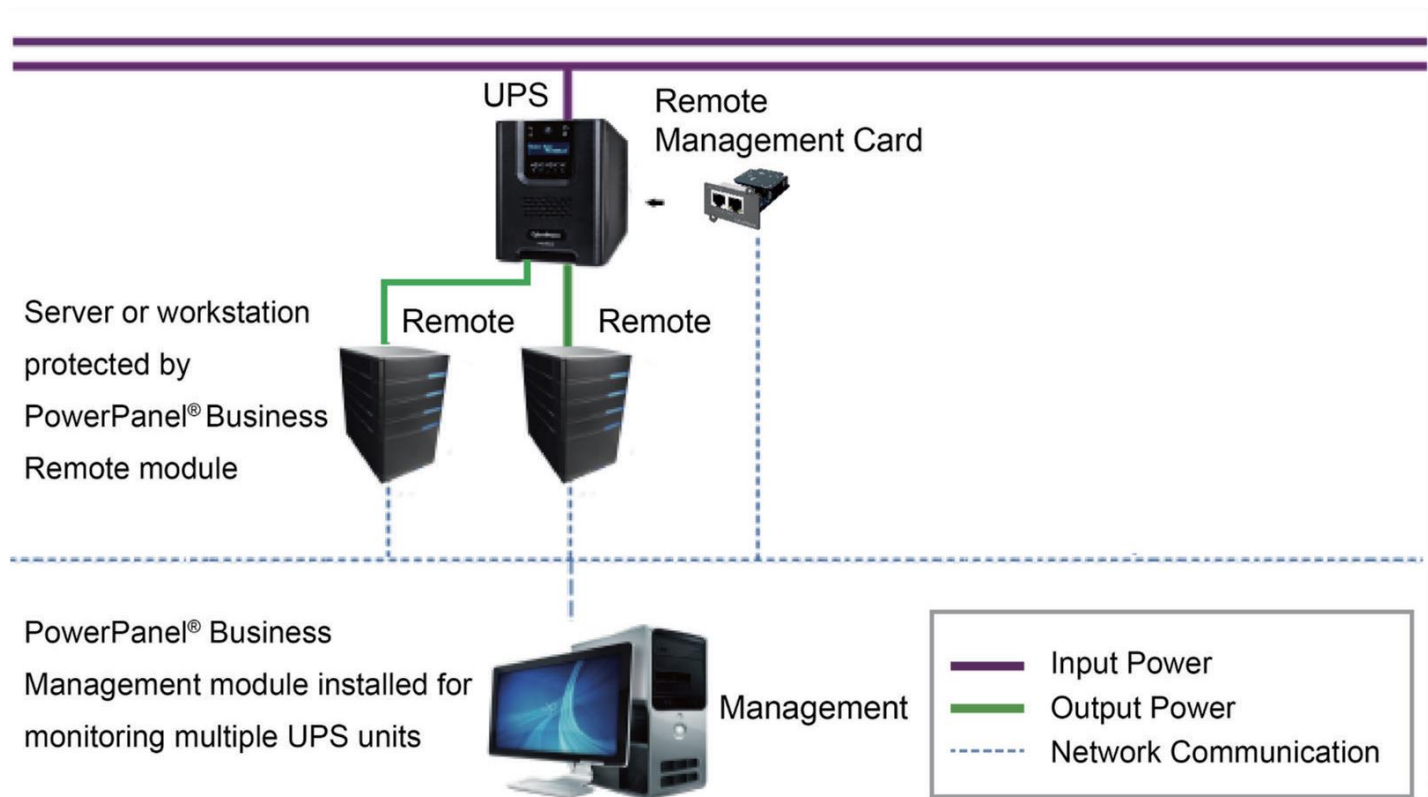 UPS
Remote
Management Card
Server or workstation
protected by
PowerPanel® Business
Remote module
Remote
Remote
PowerPanel® Business
Management module installed for
monitoring multiple UPS units
Management
Input Power
Output Power
Network Communication